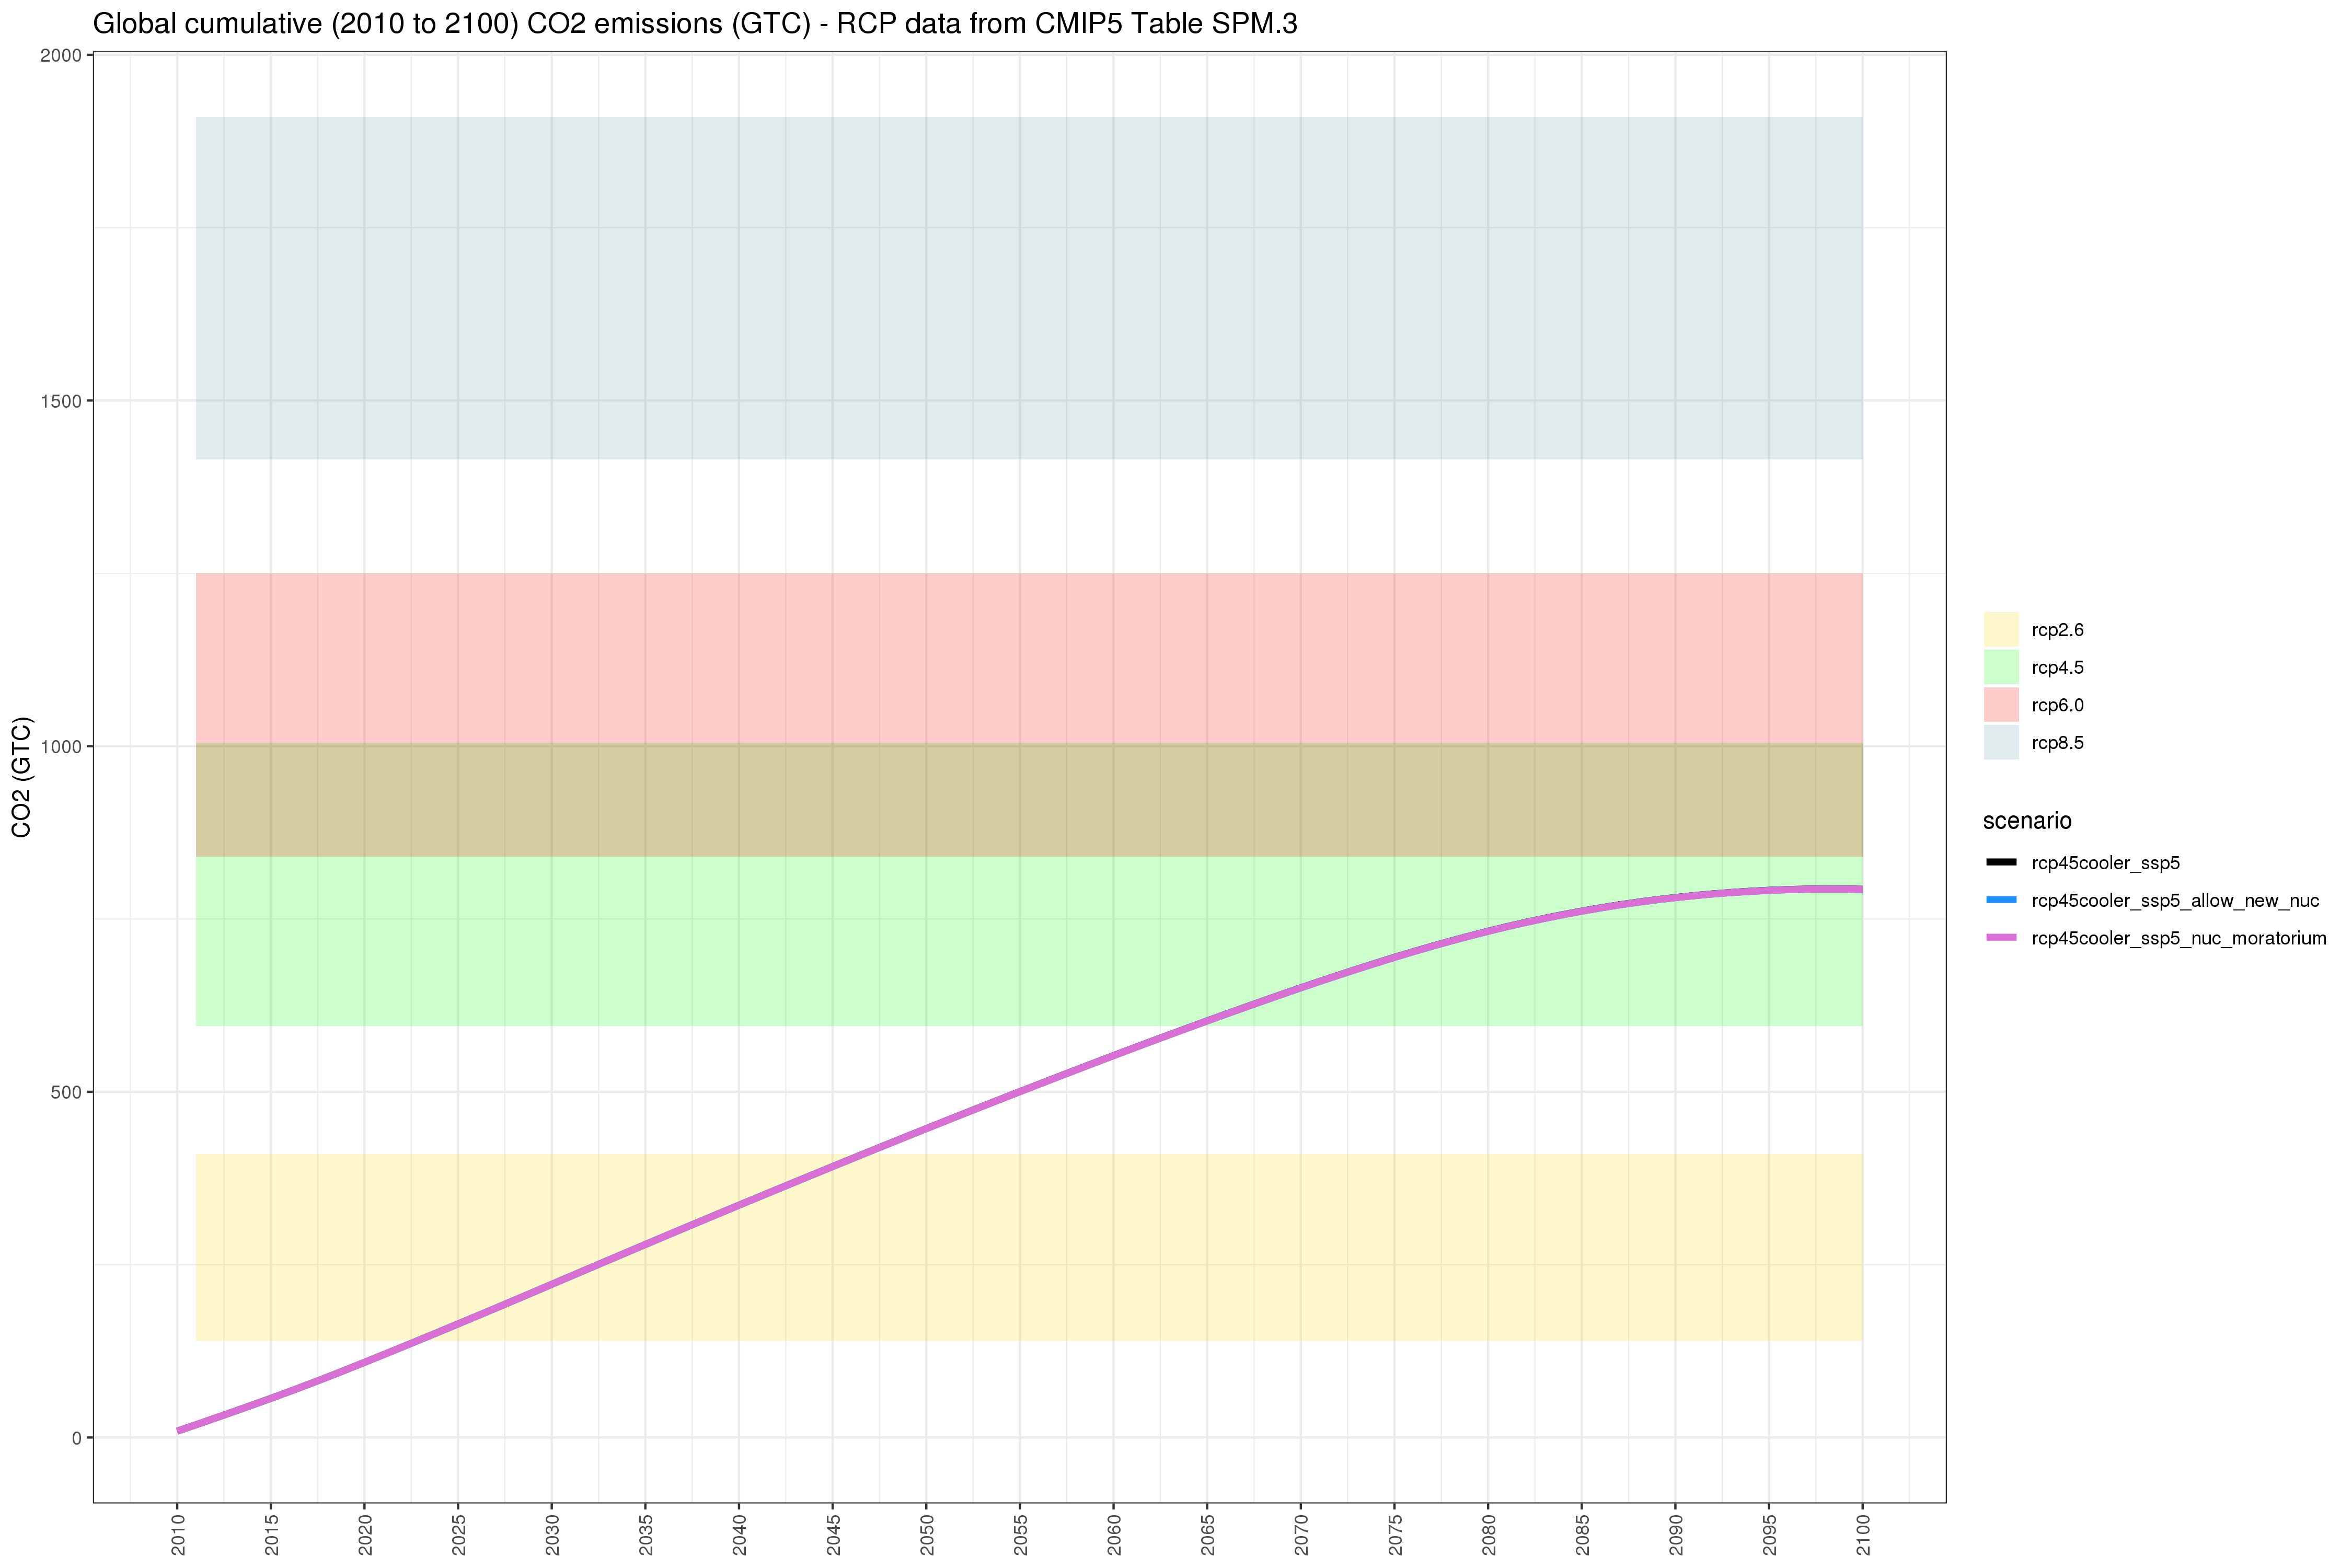 Global cumulative (2010 to 2100) CO2 emissions (GTC) - RCP data from CMIP5 Table SPM.3
2000
1500
1000
500
0
CO2 (GTC)
2010
2015
2020
2025
2030
2035
2040
2045
2050
2055
2060
2065
2070
2075
2080
2085
2090
2095
2100
rcp2.6
rcp4.5
rcp6.0
rcp8.5
scenario
rcp45cooler_ssp5
rcp45cooler_ssp5_allow_new_nuc
rcp45cooler_ssp5_nuc_moratorium